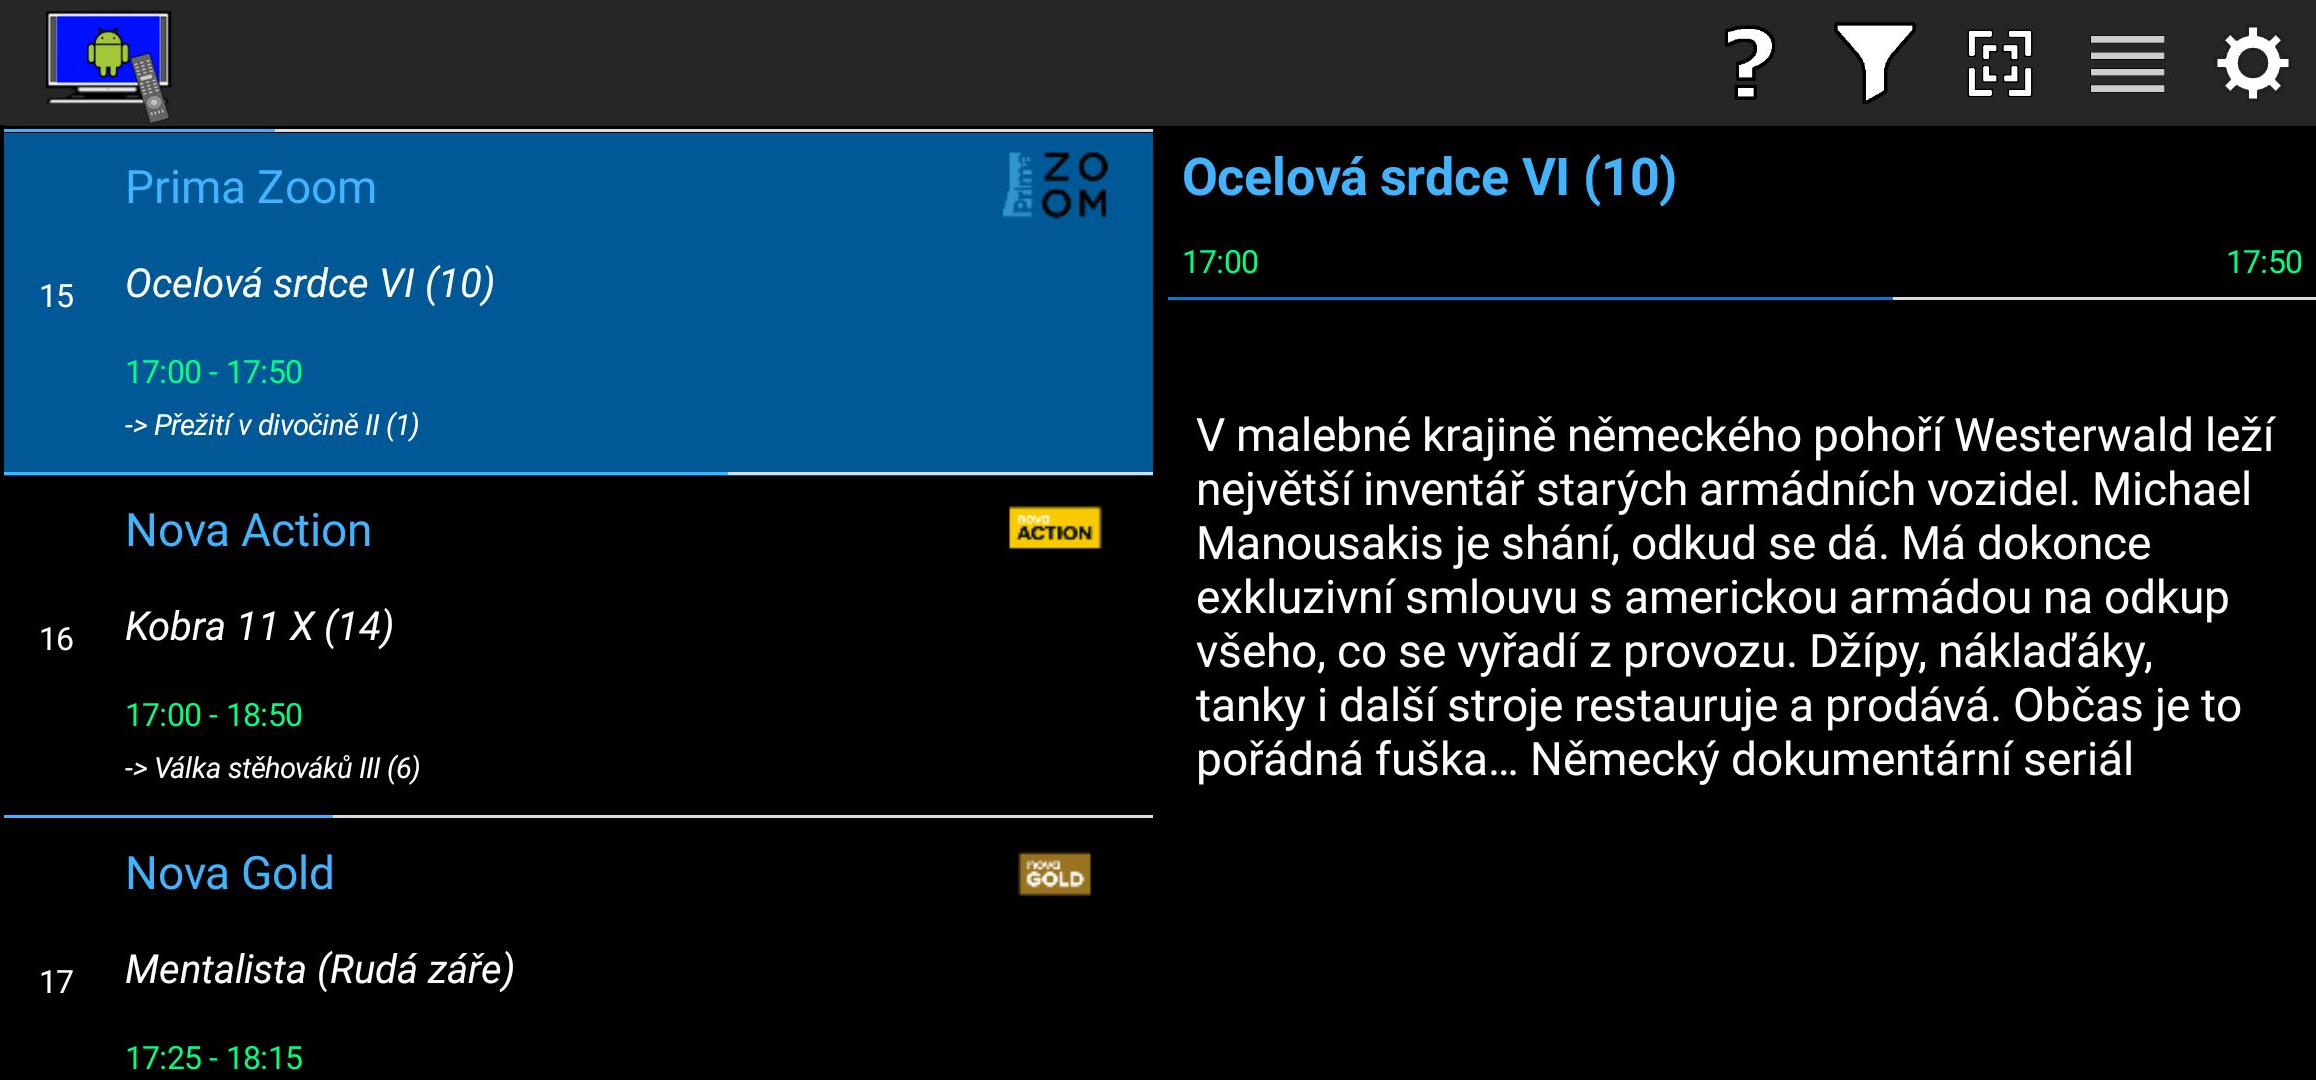 ?
Prima Zoom
prima
ZO
OM
15
Ocelová srdce VI (10)
17:00 - 17:50
-> Přežití v divočině II (1)
Nova Action
nova
ACTION
16
Kobra 11 X (14)
17:00 - 18:50
-> Válka stěhováků III (6)
Nova Gold
nova
GOLD
17
Mentalista (Rudá záře)
17:25 - 18:15
Ocelová srdce VI (10)
17:00
17:50
V malebné krajině německého pohoří Westerwald leží
největší inventář starých armádních vozidel. Michael
Manousakis je shání, odkud se dá. Má dokonce
exkluzivní smlouvu s americkou armádou na odkup
všeho, co se vyřadí z provozu. Džípy, náklaďáky,
tanky i další stroje restauruje a prodává. Občas je to
pořádná fuška… Německý dokumentární seriál